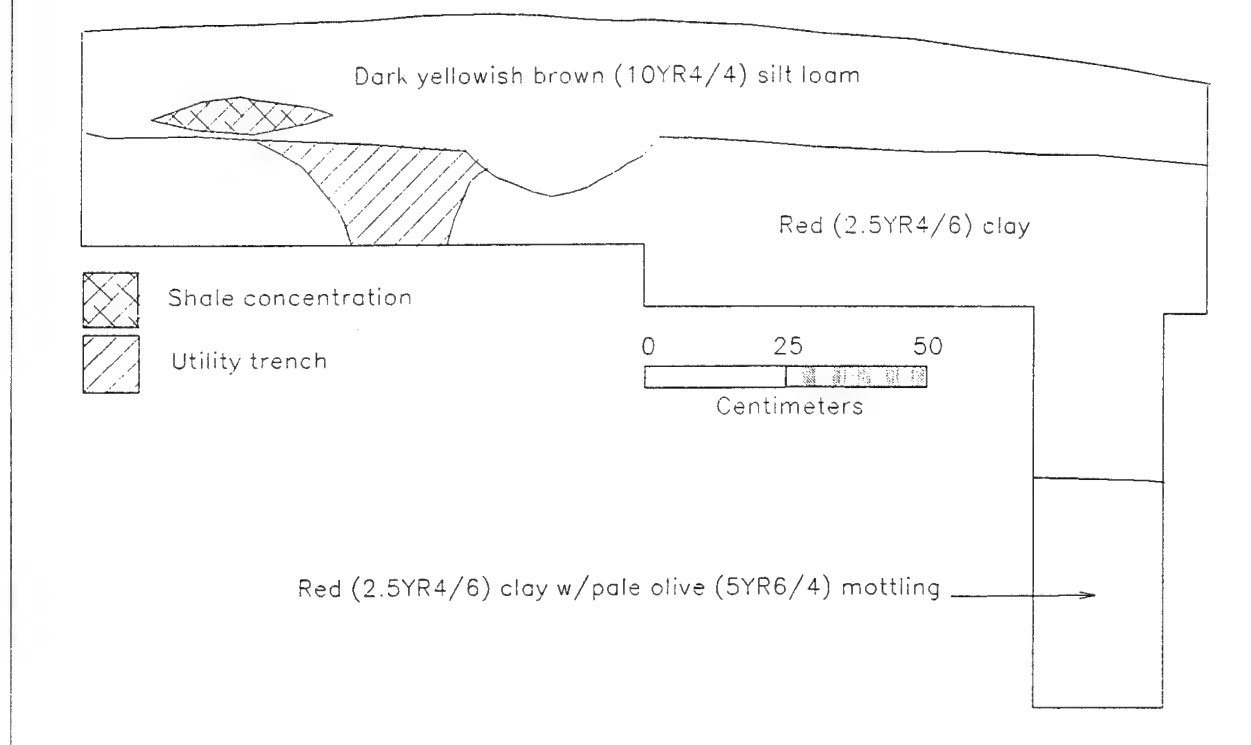 Dark yellowish brown (10YR4/4) silt loam
Red (2.5YR4/6) clay
Shale concentration
Utility trench
0 25 50
Centimeters
Red (2.5YR4/6) clay w/pale olive (5YR6/4) mottling